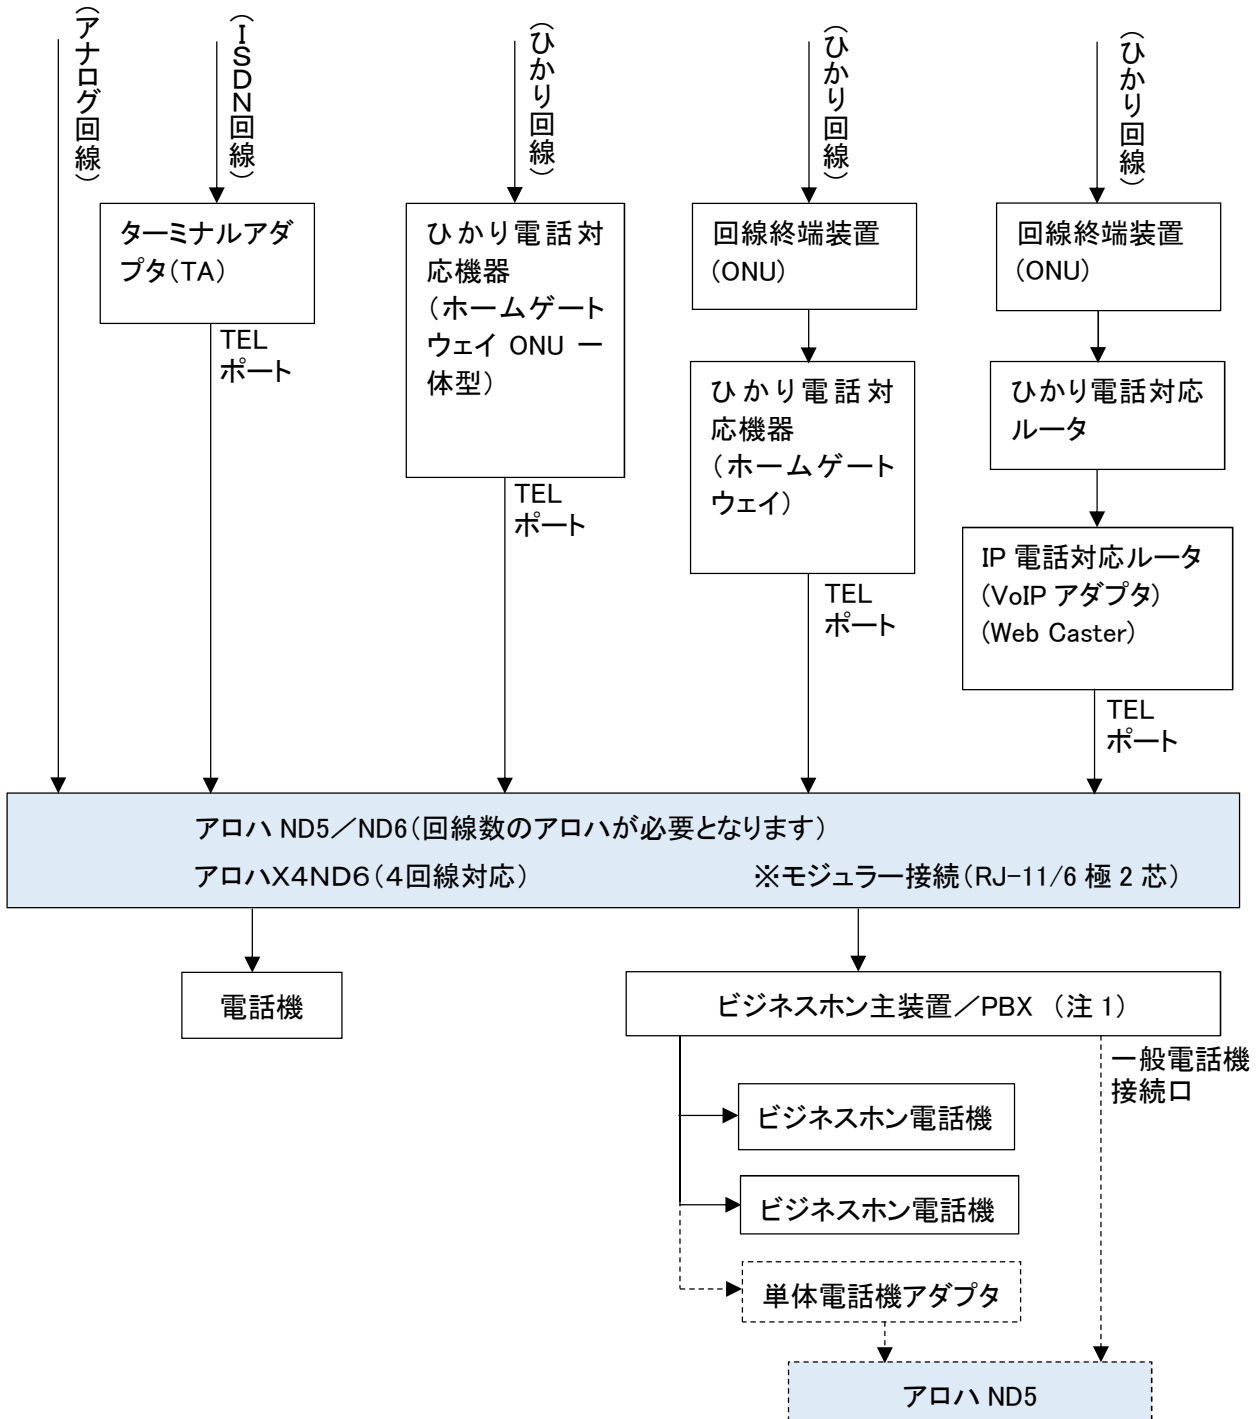 （アナログ回線）
（ＩＳＤＮ回線）
（ひかり回線）
（ひかり回線）
（ひかり回線）
ターミナルアダ
プタ（TA）
TEL
ポート
ひかり電話対
応機器
（ホームゲート
ウェイ ONU 一
体型）
TEL
ポート
回線終端装置
（ONU）
ひかり電話対
応機器
（ホームゲート
ウェイ）
TEL
ポート
回線終端装置
（ONU）
ひかり電話対応
ルータ
IP 電話対応ルータ
(VoIP アダプタ)
(Web Caster)
TEL
ポート
アロハ ND5／ND6（回線数のアロハが必要となります）
アロハＸ４ＮＤ６（４回線対応） ※モジュラー接続（RJ-11/6 極 2 芯）
電話機
ビジネスホン主装置／PBX （注 1）
一般電話機
接続口
ビジネスホン電話機
ビジネスホン電話機
単体電話機アダプタ
アロハ ND5